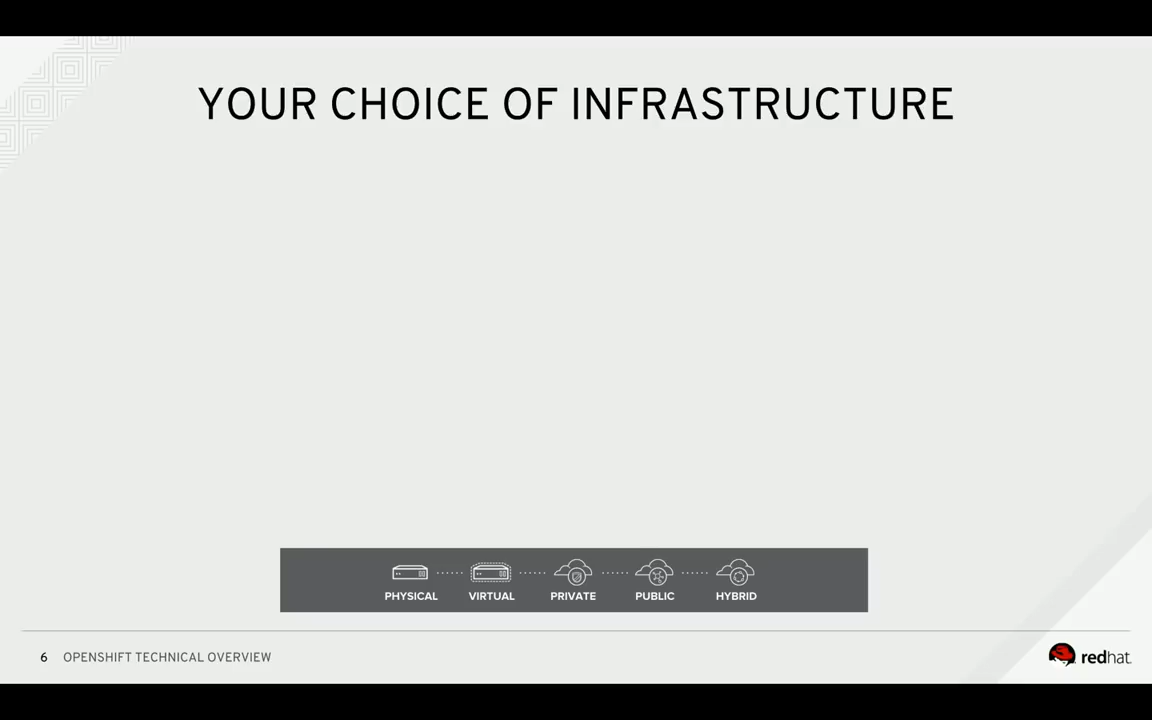 YOUR CHOICE OF INFRASTRUCTURE
PHYSICAL VIRTUAL PRIVATE PUBLIC HYBRID
6 OPENSHIFT TECHNICAL OVERVIEW
redhat.